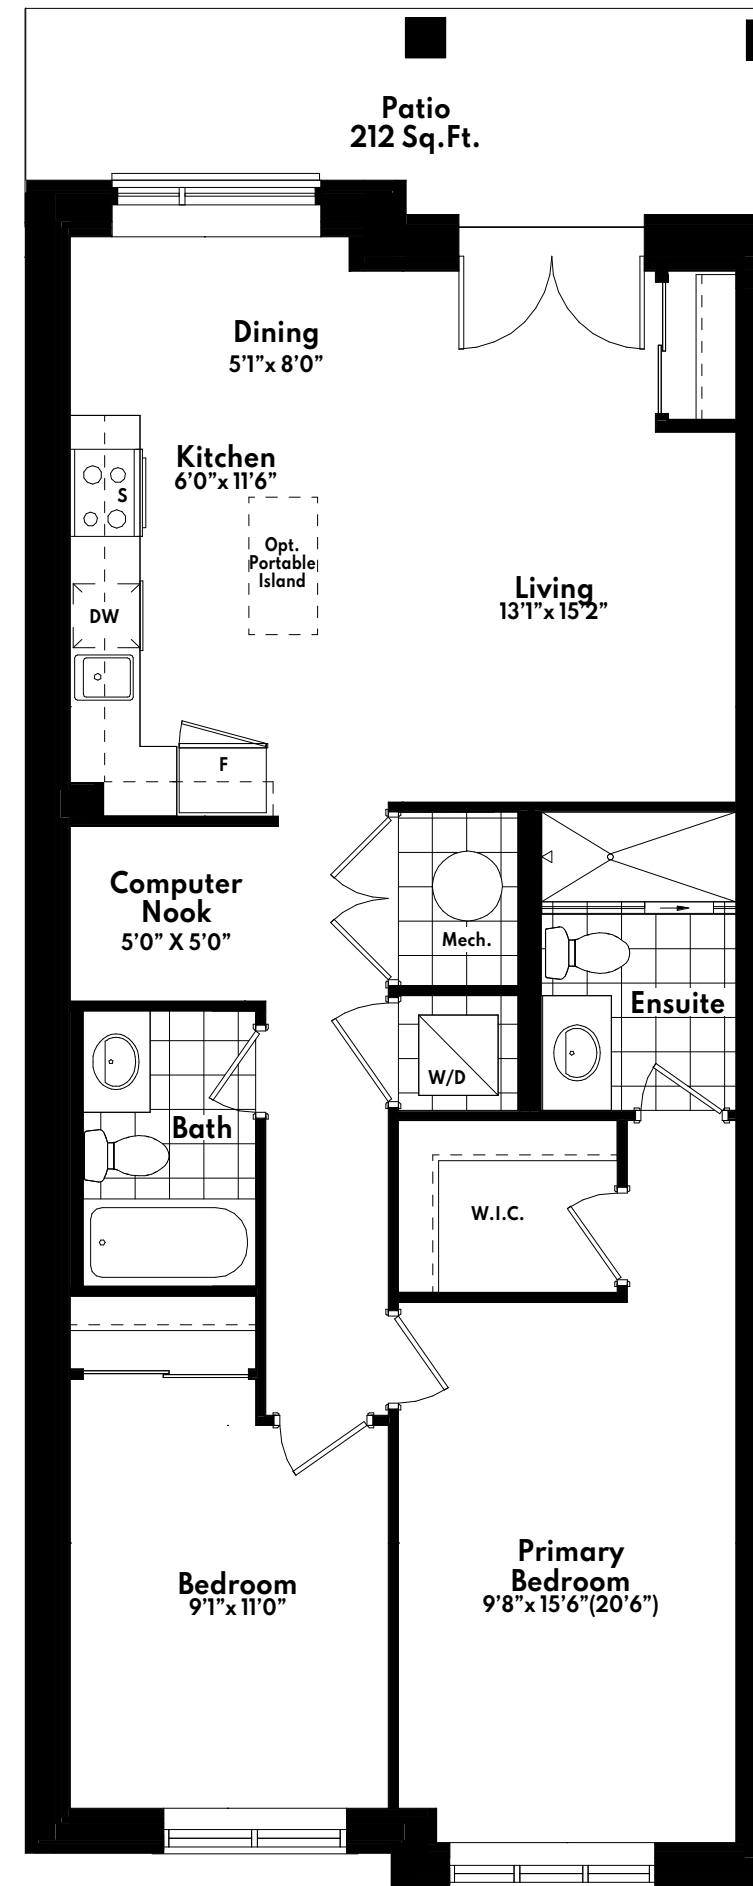 Patio
212 Sq.Ft.
Dining
5'1"x 8'0"
Kitchen
6'0"x 11'6"
S
Opt.
Portable
Island
Living
13'1"x 15'2"
DW
F
Computer
Nook
5'0" X 5'0"
Mech.
Ensuite
W/D
Bath
W.I.C.
Primary
Bedroom
9'8"x 15'6"(20'6")
Bedroom
9'1"x 11'0"